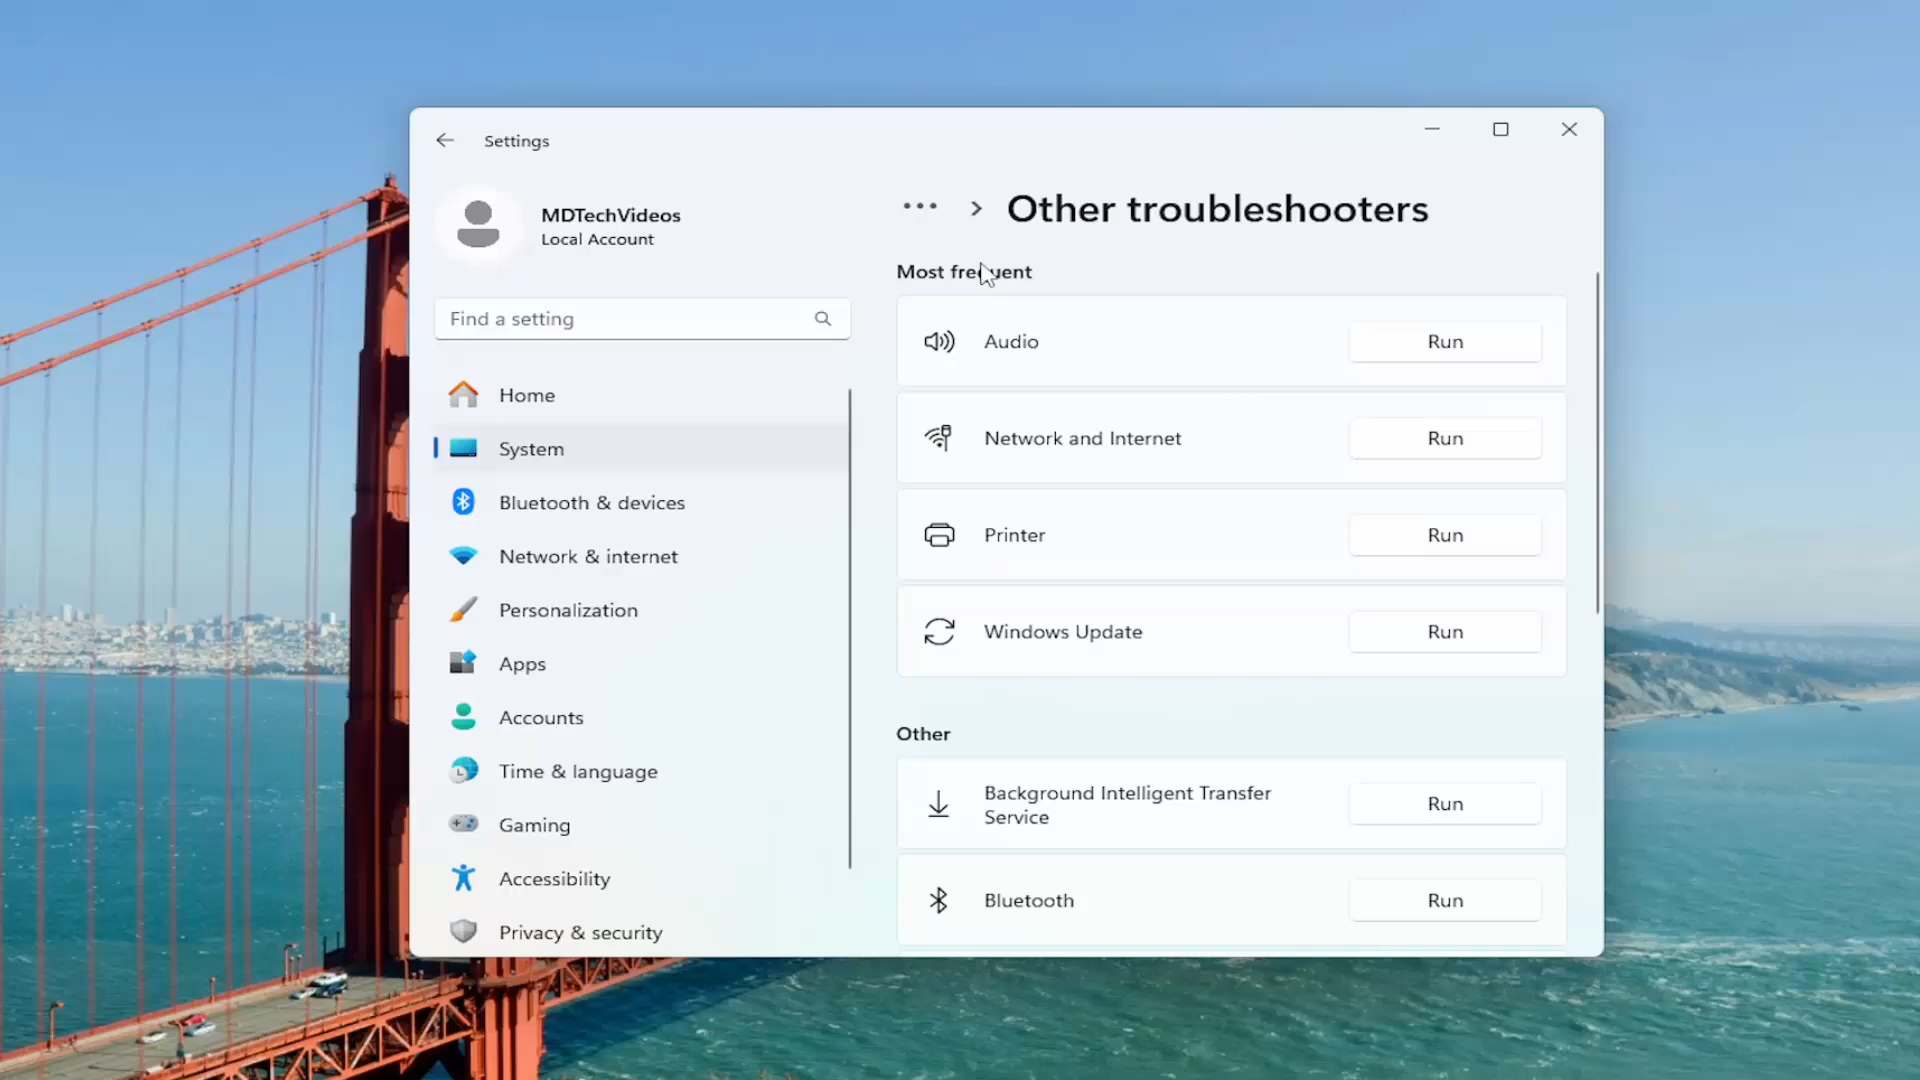 Settings
MDTechVideos
Local Account
Find a setting
Home
System
Bluetooth & devices
Network & internet
Personalization
Apps
Accounts
Time & language
Gaming
Accessibility
Privacy & security
Other troubleshooters
Most frequent
Audio
Run
Network and Internet
Run
Printer
Run
Windows Update
Run
Other
Background Intelligent Transfer
Service
Run
Bluetooth
Run